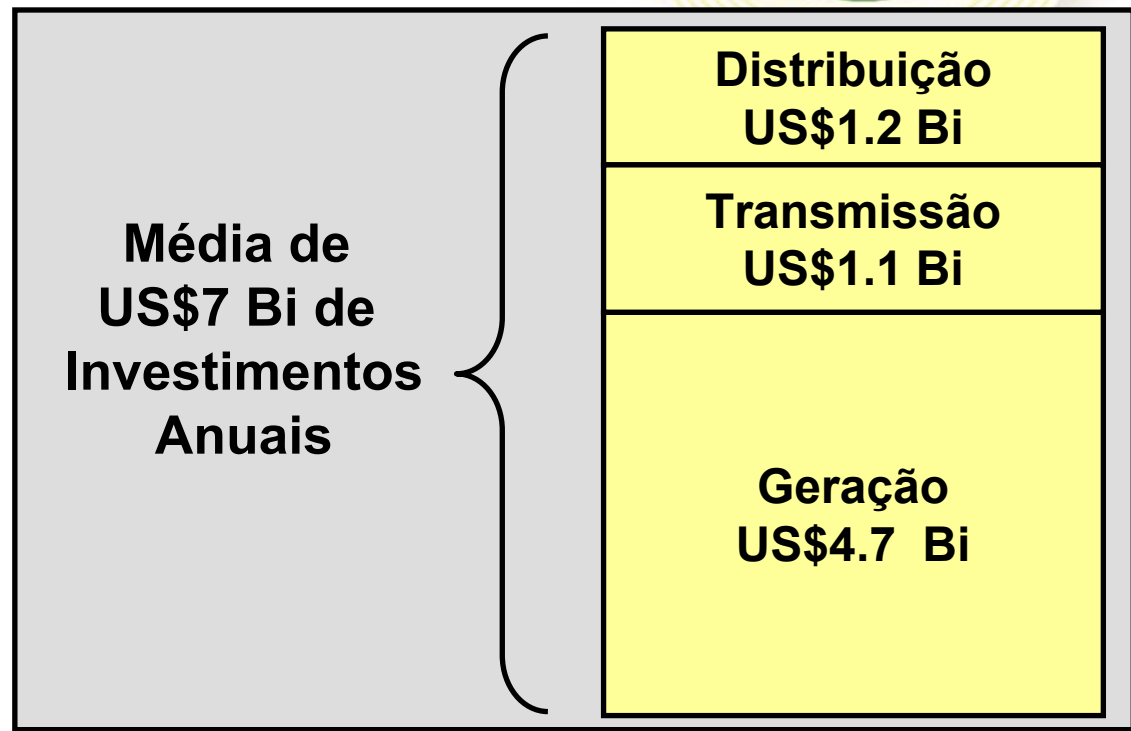 Média de
US$7 Bi de
Investimentos
Anuais
Distribuição
US$1.2 Bi
Transmissão
US$1.1 Bi
Geração
US$4.7 Bi